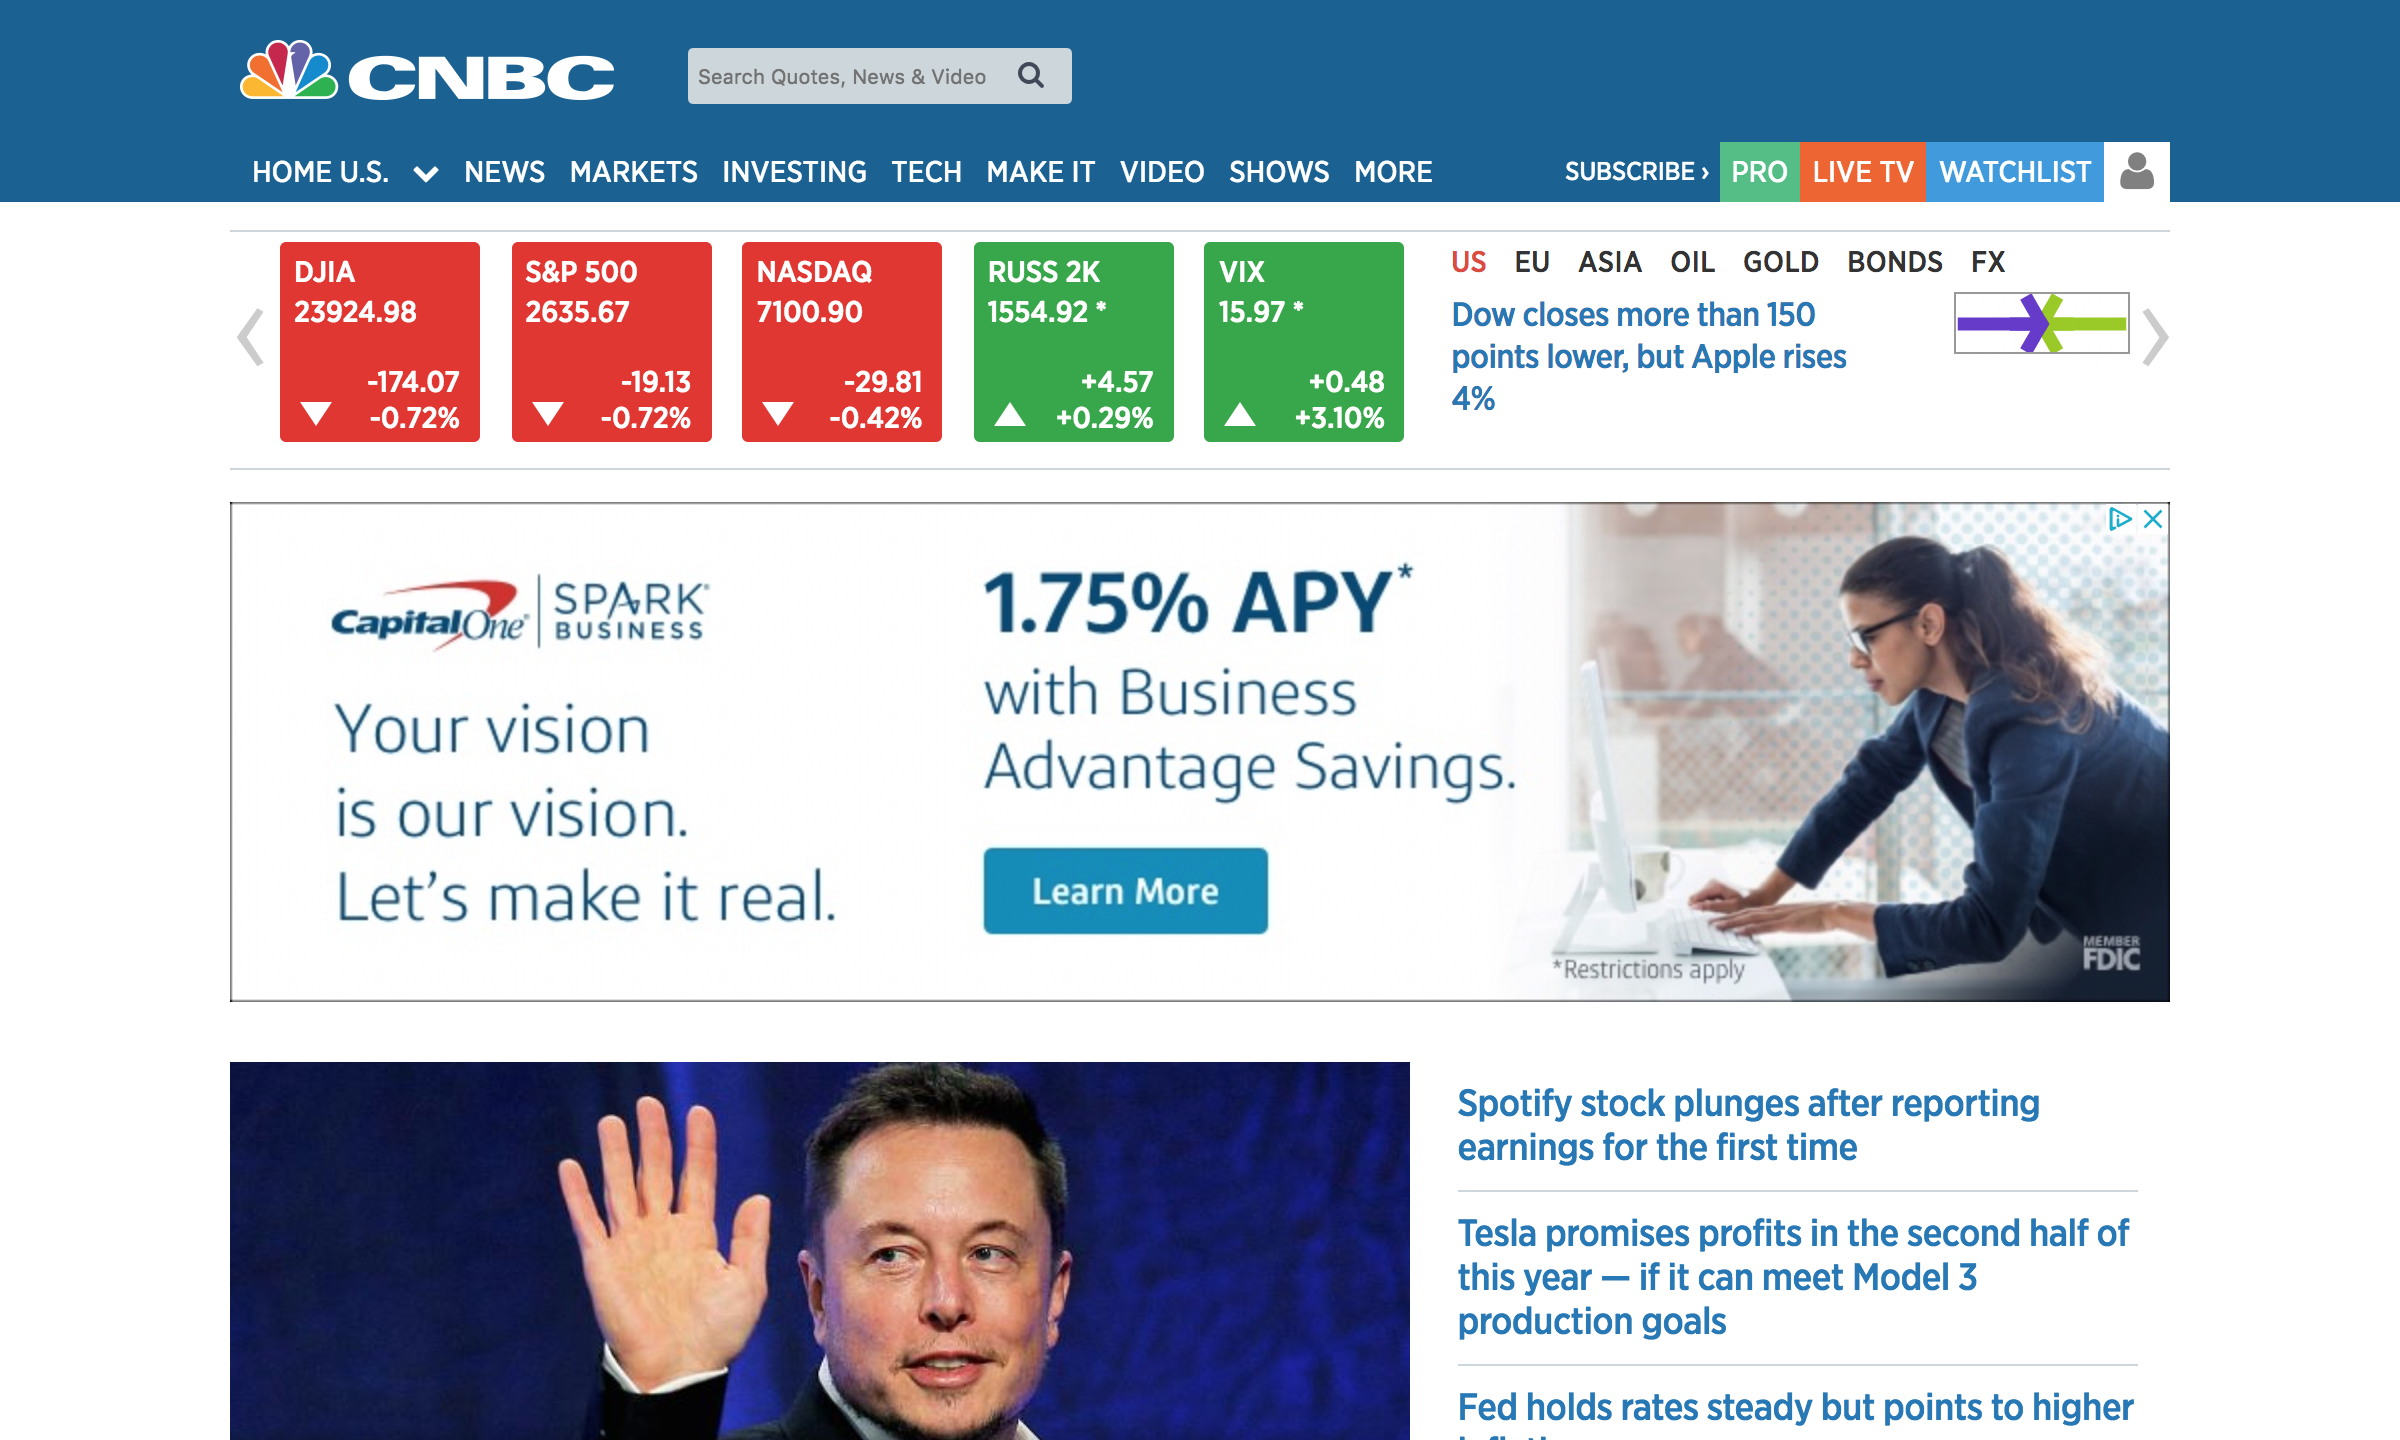 CNBC
Search Quotes, News & Video
HOME U.S. NEWS MARKETS INVESTING TECH MAKE IT VIDEO SHOWS MORE
SUBSCRIBE › PRO LIVE TV WATCHLIST
DJIA
23924.98
-174.07
-0.72%
S&P 500
2635.67
-19.13
-0.72%
NASDAQ
7100.90
-29.81
-0.42%
RUSS 2K
1554.92 *
+4.57
+0.29%
VIX
15.97 *
+0.48
+3.10%
US EU ASIA OIL GOLD BONDS FX
Dow closes more than 150
points lower, but Apple rises
4%
CapitalOne® SPARK®
BUSINESS
Your vision
is our vision.
Let's make it real.
1.75% APY*
with Business
Advantage Savings.
Learn More
*Restrictions apply
MEMBER
FDIC
Spotify stock plunges after reporting
earnings for the first time
Tesla promises profits in the second half of
this year — if it can meet Model 3
production goals
Fed holds rates steady but points to higher